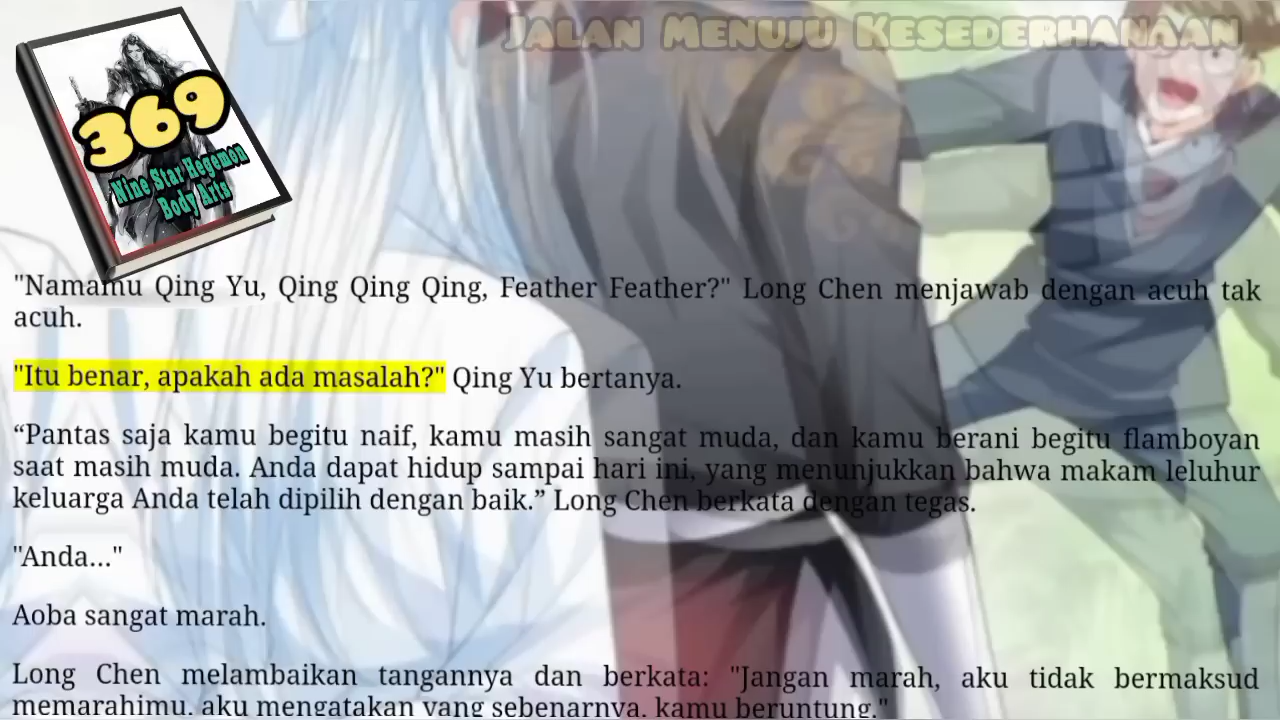 Jalan Menuju Kesederhanaan
369
Nine Star Hegemon
Body Arts
"Namamu Qing Yu, Qing Qing Qing, Feather Feather?" Long Chen menjawab dengan acuh tak
acuh.
"Itu benar, apakah ada masalah?" Qing Yu bertanya.
“Pantas saja kamu begitu naif, kamu masih sangat muda, dan kamu berani begitu flamboyan
saat masih muda. Anda dapat hidup sampai hari ini, yang menunjukkan bahwa makam leluhur
keluarga Anda telah dipilih dengan baik.” Long Chen berkata dengan tegas.
"Anda..."
Aoba sangat marah.
Long Chen melambaikan tangannya dan berkata: "Jangan marah, aku tidak bermaksud
memarahimu, aku mengatakan yang sebenarnya, kamu beruntung."